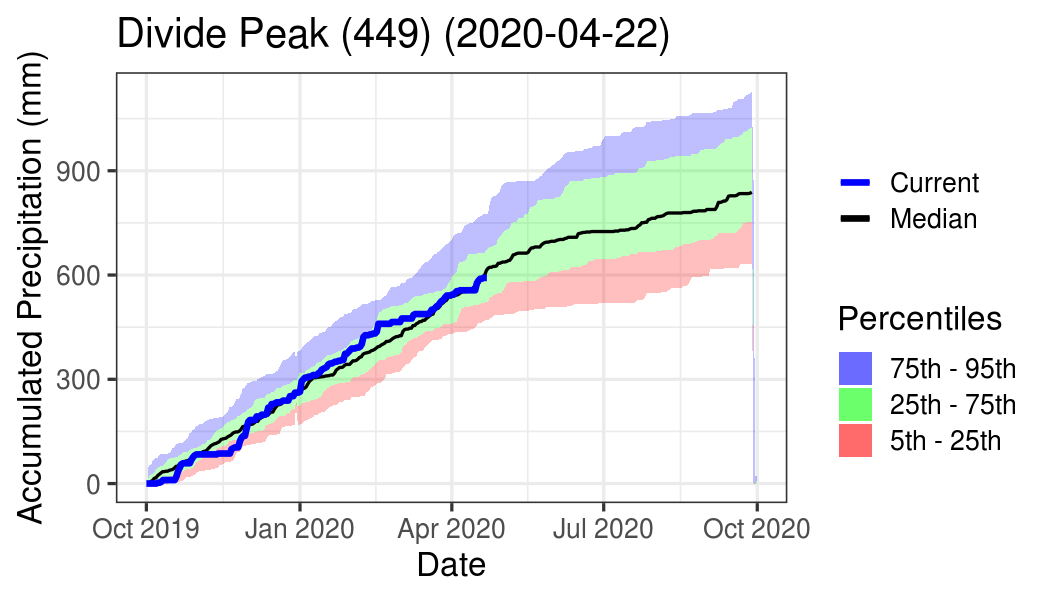 Divide Peak (449) (2020-04-22)
Accumulated Precipitation (mm)
900
600
300
0
Oct 2019
Jan 2020
Apr 2020
Jul 2020
Oct 2020
Date
Current
Median
Percentiles
75th - 95th
25th - 75th
5th - 25th